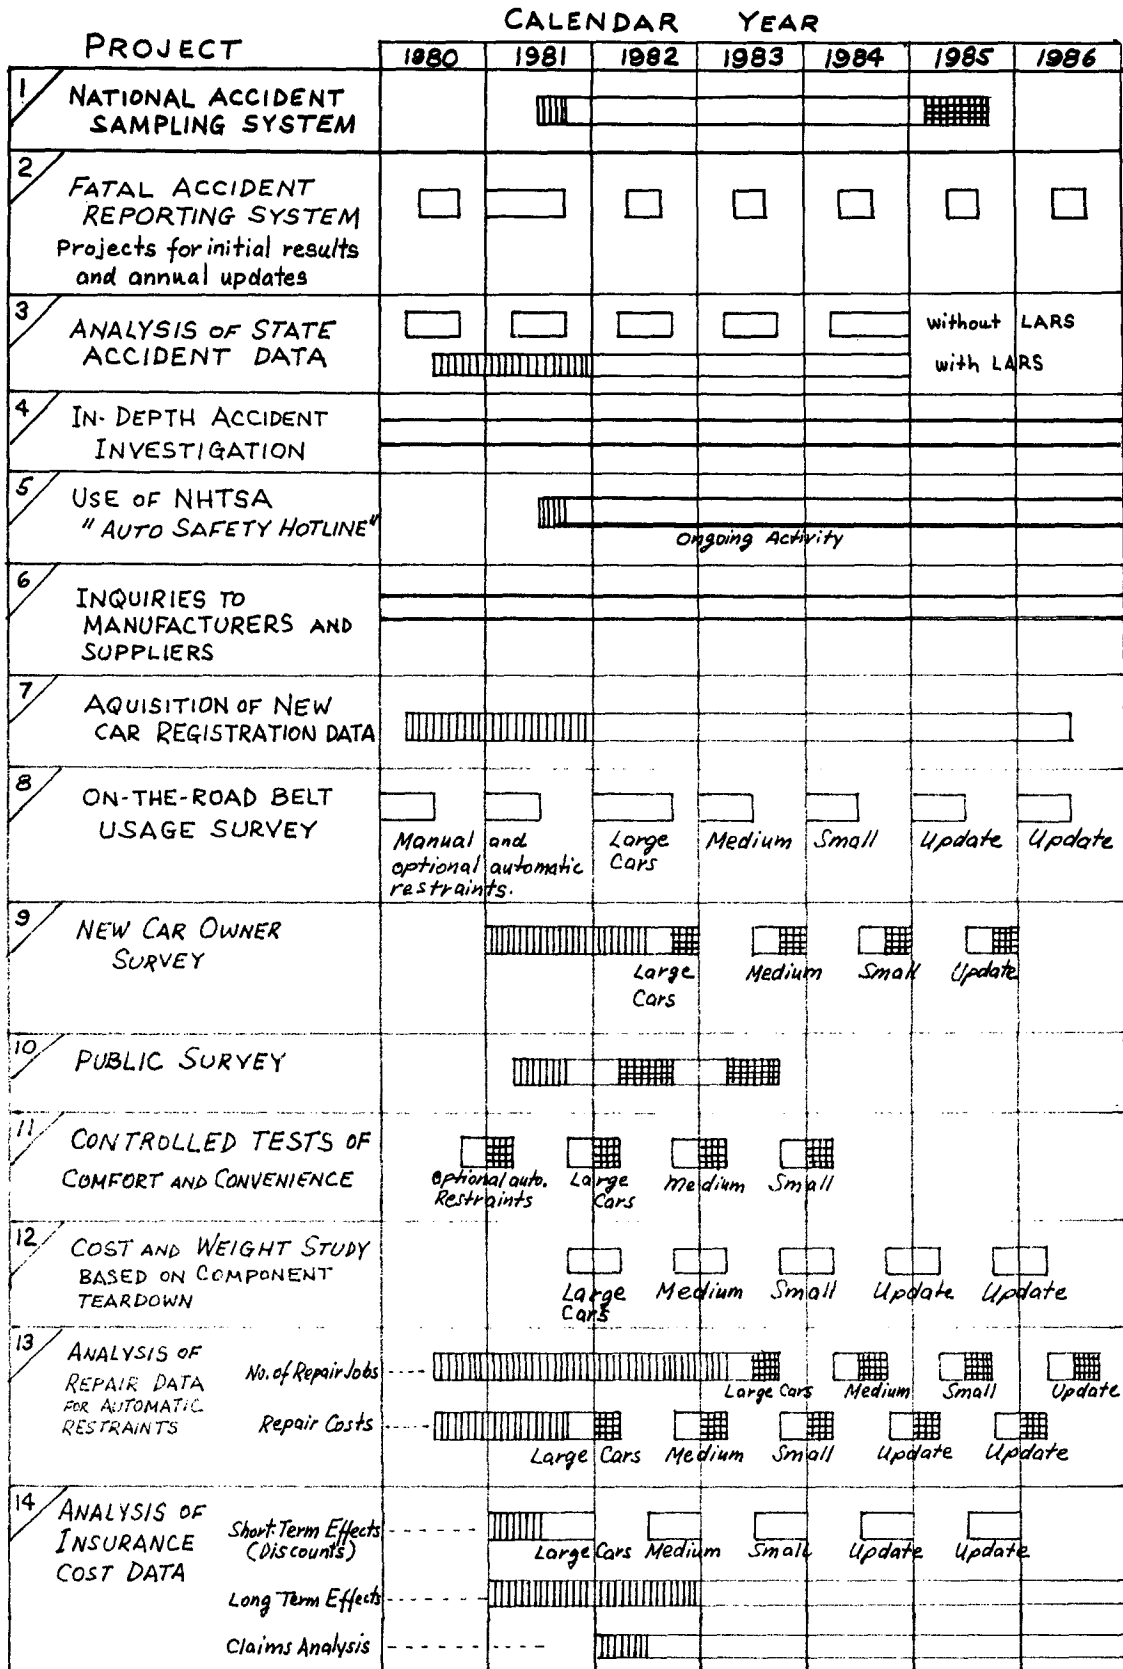 CALENDAR YEAR
PROJECT
1980 1981 1982 1983 1984 1985 1986
1
NATIONAL ACCIDENT
SAMPLING SYSTEM
2
FATAL ACCIDENT
REPORTING SYSTEM
Projects for initial results
and annual updates
3
ANALYSIS OF STATE
ACCIDENT DATA
without LARS
with LARS
4
IN-DEPTH ACCIDENT
INVESTIGATION
5
USE OF NHTSA
"AUTO SAFETY HOTLINE"
Ongoing Activity
6
INQUIRIES TO
MANUFACTURERS AND
SUPPLIERS
7
AQUISITION OF NEW
CAR REGISTRATION DATA
8
ON-THE-ROAD BELT
USAGE SURVEY
Manual and
optional automatic
restraints.
Large
Cars
Medium
Small
Update
Update
9
NEW CAR OWNER
SURVEY
Large
Cars
Medium
Small
Update
10
PUBLIC SURVEY
11
CONTROLLED TESTS OF
COMFORT AND CONVENIENCE
Optional auto.
Restraints
Large
Cars
Medium
Small
12
COST AND WEIGHT STUDY
BASED ON COMPONENT
TEARDOWN
Large
Cars
Medium
Small
Update
Update
13
ANALYSIS OF
REPAIR DATA
FOR AUTOMATIC
RESTRAINTS
No. of Repair Jobs
Large Cars
Medium
Small
Update
Repair Costs
Large Cars
Medium
Small
Update
Update
14
ANALYSIS OF
INSURANCE
COST DATA
Short-Term Effects
(Discounts)
Large Cars
Medium
Small
Update
Update
Long Term Effects
Claims Analysis